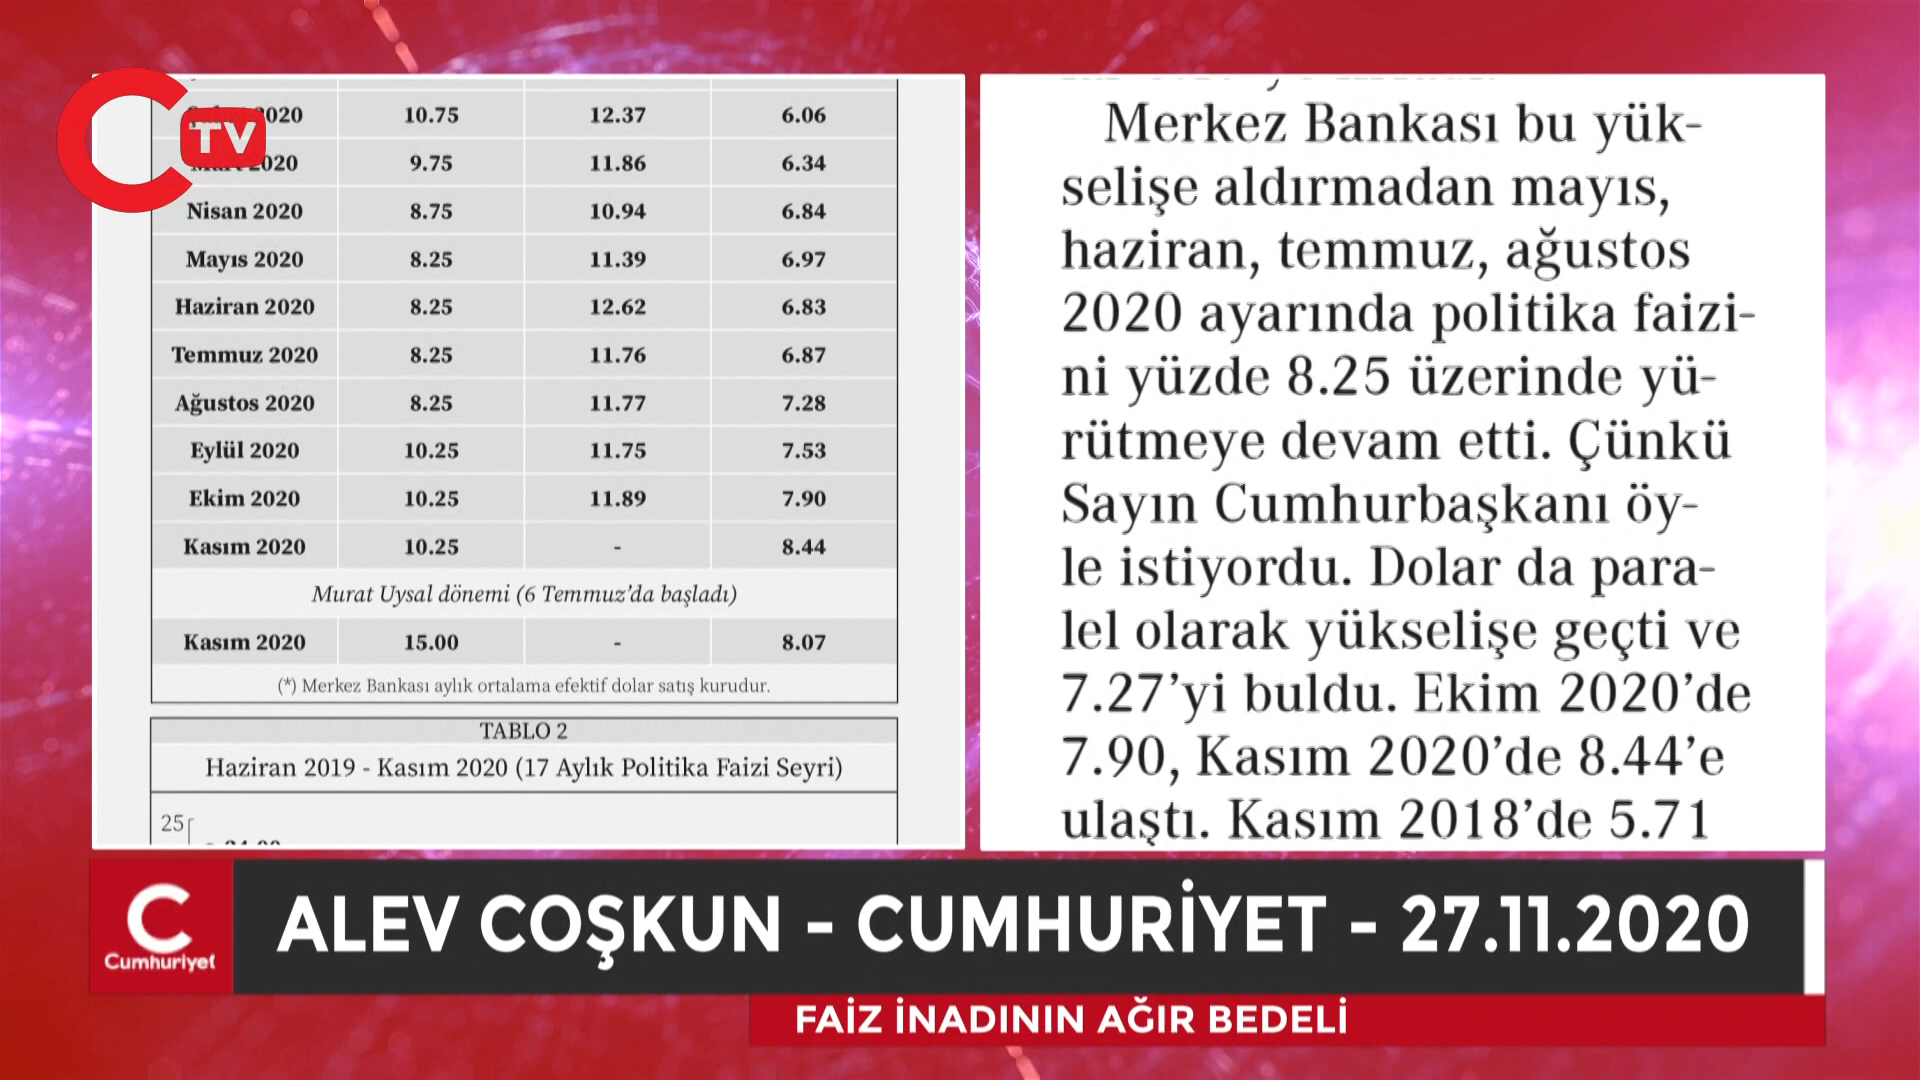 TV
2020 10.75 12.37 6.06
2020 9.75 11.86 6.34
Nisan 2020 8.75 10.94 6.84
Mayıs 2020 8.25 11.39 6.97
Haziran 2020 8.25 12.62 6.83
Temmuz 2020 8.25 11.76 6.87
Ağustos 2020 8.25 11.77 7.28
Eylül 2020 10.25 11.75 7.53
Ekim 2020 10.25 11.89 7.90
Kasım 2020 10.25 - 8.44
Murat Uysal dönemi (6 Temmuz’da başladı)
Kasım 2020 15.00 - 8.07
(*) Merkez Bankası aylık ortalama efektif dolar satış kurudur.
TABLO 2
Haziran 2019 - Kasım 2020 (17 Aylık Politika Faizi Seyri)
25
Merkez Bankası bu yük-
selişe aldırmadan mayıs,
haziran, temmuz, ağustos
2020 ayarında politika faizi-
ni yüzde 8.25 üzerinde yü-
rütmeye devam etti. Çünkü
Sayın Cumhurbaşkanı öy-
le istiyordu. Dolar da para-
lel olarak yükselişe geçti ve
7.27’yi buldu. Ekim 2020’de
7.90, Kasım 2020’de 8.44’e
ulaştı. Kasım 2018’de 5.71
Cumhuriyet
ALEV COŞKUN - CUMHURİYET - 27.11.2020
FAİZ İNADININ AĞIR BEDELİ